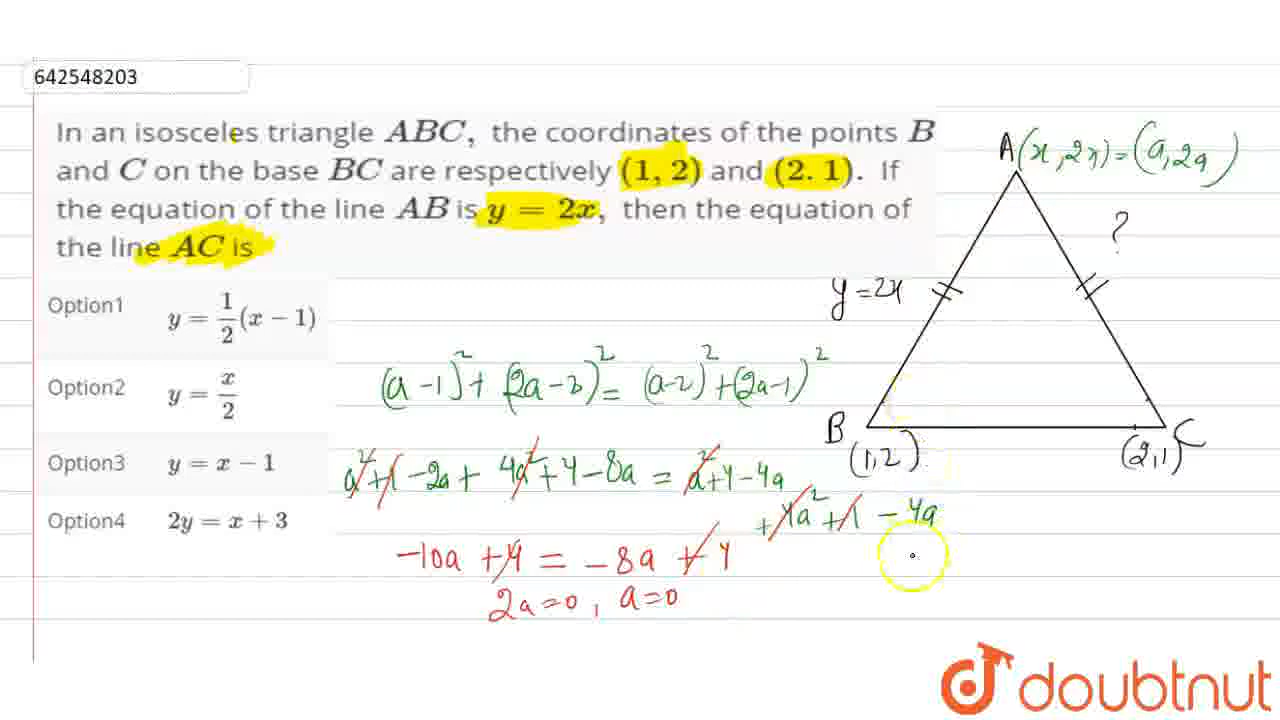 642548203
In an isosceles triangle ABC, the coordinates of the points B
and C on the base BC are respectively (1, 2) and (2. 1). If
the equation of the line AB is y = 2x, then the equation of
the line AC is
Option1 y = 1/2 (x − 1)
Option2 y = x/2
Option3 y = x − 1
Option4 2y = x + 3
A(x, 2x) = (a, 2a)
?
y = 2x
B
(1, 2)
C
(2, 1)
(a − 1)² + (2a − 2)² = (a − 2)² + (2a − 1)²
a² + 1 − 2a + 4a² + 4 − 8a = a² + 4 − 4a
+ 4a² + 1 − 4a
−10a + 4 = −8a + 4
2a = 0, a = 0
doubtnut